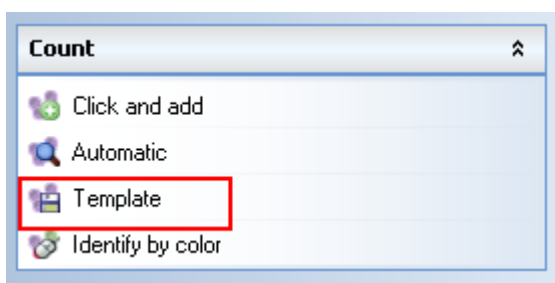 Count
Click and add
Automatic
Template
Identify by color